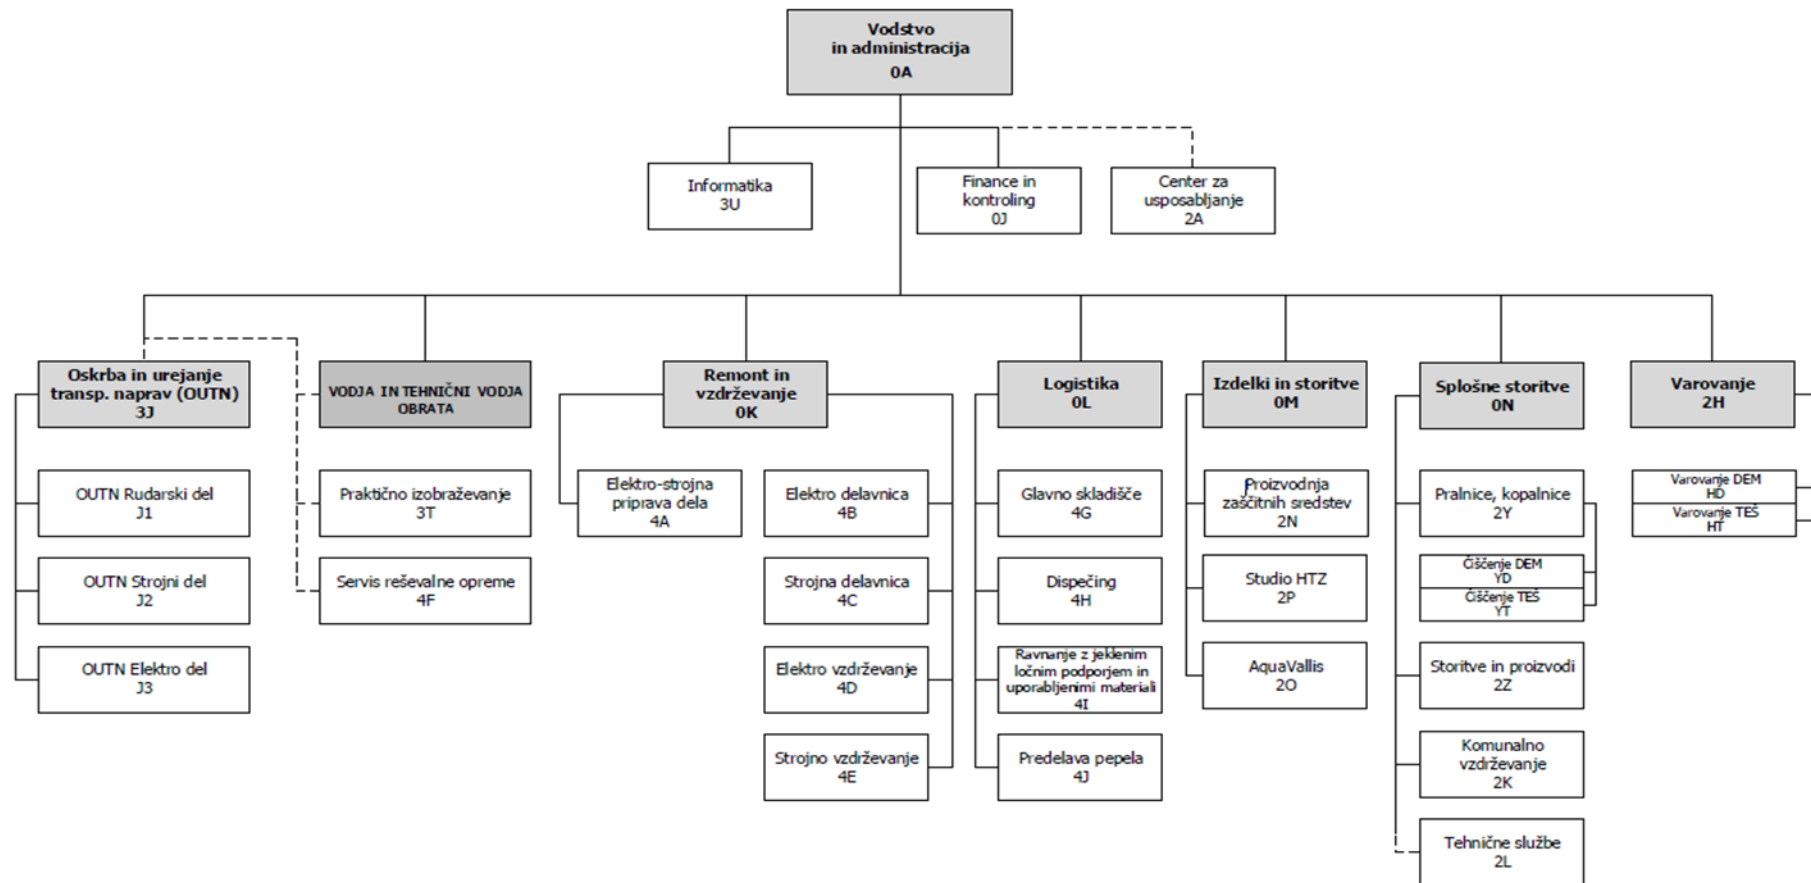 Vodstvo
in administracija
0A
Informatika
3U
Finance in
kontroling
0J
Center za
usposabljanje
2A
Oskrba in urejanje
transp. naprav (OUTN)
3J
VODJA IN TEHNIČNI VODJA
OBRATA
Remont in
vzdrževanje
0K
Logistika
0L
Izdelki in storitve
0M
Splošne storitve
0N
Varovanje
2H
OUTN Rudarski del
J1
OUTN Strojni del
J2
OUTN Elektro del
J3
Praktično izobraževanje
3T
Servis reševalne opreme
4F
Elektro-strojna
priprava dela
4A
Elektro delavnica
4B
Strojna delavnica
4C
Elektro vzdrževanje
4D
Strojno vzdrževanje
4E
Glavno skladišče
4G
Dispečing
4H
Ravnanje z jeklenim
ločnim podporjem in
uporabljenimi materiali
4I
Predelava pepela
4J
Proizvodnja
zaščitnih sredstev
2N
Studio HTZ
2P
AquaVallis
2O
Pralnice, kopalnice
2Y
Čiščenje DEM
YD
Čiščenje TEŠ
YT
Storitve in proizvodi
2Z
Komunalno
vzdrževanje
2K
Tehnične službe
2L
Varovanje DEM
HD
Varovanje TEŠ
HT